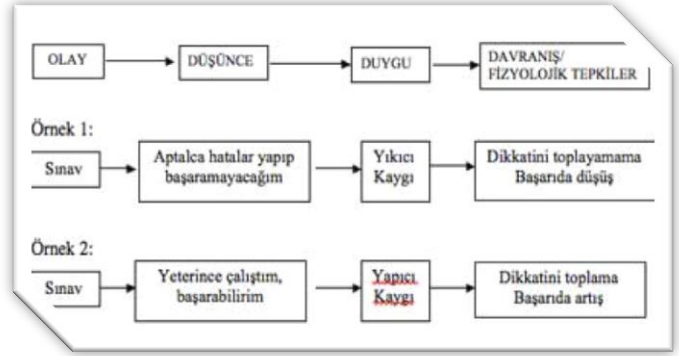 OLAY
DÜŞÜNCE
DUYGU
DAVRANIŞ/
FİZYOLOJİK TEPKİLER
Örnek 1:
Sınav
Aptalca hatalar yapıp
başaramayacağım
Yıkıcı
Kaygı
Dikkatini toplayamama
Başarıda düşüş
Örnek 2:
Sınav
Yeterince çalıştım,
başarabilirim
Yapıcı
Kaygı
Dikkatini toplama
Başarıda artış